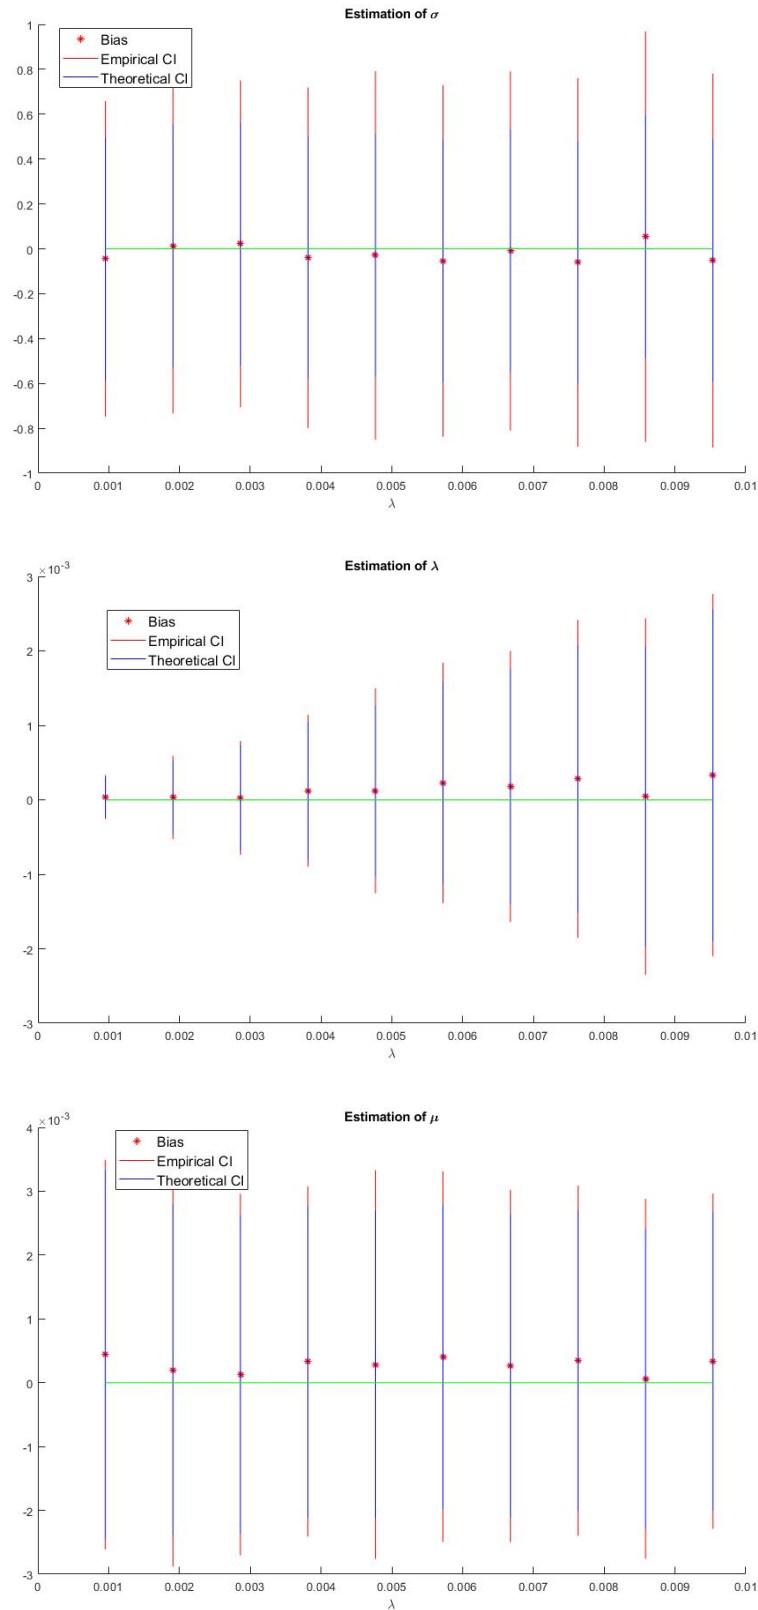 Estimation of σ
Bias
Empirical CI
Theoretical CI
1
0.8
0.6
0.4
0.2
0
-0.2
-0.4
-0.6
-0.8
-1
0 0.001 0.002 0.003 0.004 0.005 0.006 0.007 0.008 0.009 0.01
λ
Estimation of λ
×10⁻³
Bias
Empirical CI
Theoretical CI
3
2
1
0
-1
-2
-3
0 0.001 0.002 0.003 0.004 0.005 0.006 0.007 0.008 0.009 0.01
λ
Estimation of μ
×10⁻³
Bias
Empirical CI
Theoretical CI
4
3
2
1
0
-1
-2
-3
0 0.001 0.002 0.003 0.004 0.005 0.006 0.007 0.008 0.009 0.01
λ